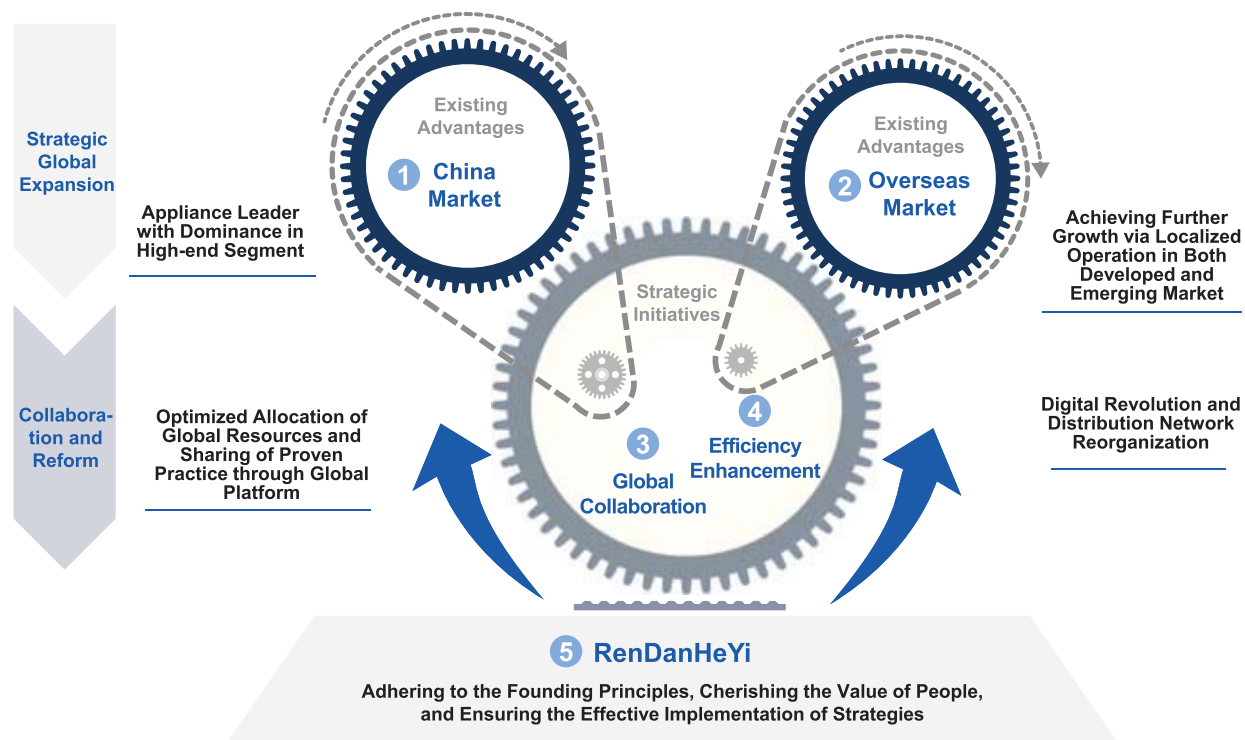 Strategic
Global
Expansion
Existing
Advantages
1
China
Market
Existing
Advantages
2
Overseas
Market
Appliance Leader
with Dominance in
High-end Segment
Achieving Further
Growth via Localized
Operation in Both
Developed and
Emerging Market
Strategic
Initiatives
Collabora-
tion and
Reform
Optimized Allocation of
Global Resources and
Sharing of Proven
Practice through Global
Platform
3
Global
Collaboration
4
Efficiency
Enhancement
Digital Revolution and
Distribution Network
Reorganization
5
RenDanHeYi
Adhering to the Founding Principles, Cherishing the Value of People,
and Ensuring the Effective Implementation of Strategies